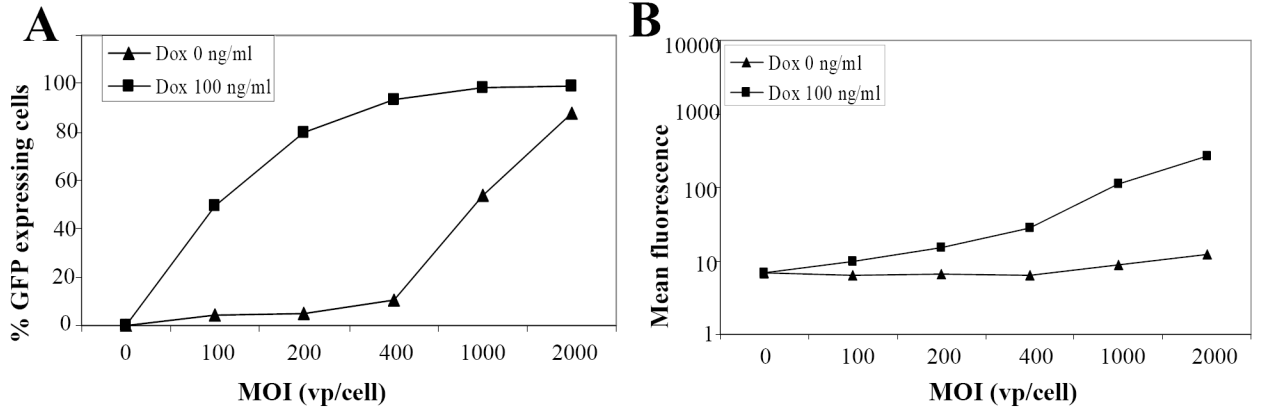 A
Dox 0 ng/ml
Dox 100 ng/ml
% GFP expressing cells
100
80
60
40
20
0
0 100 200 400 1000 2000
MOI (vp/cell)
B
Dox 0 ng/ml
Dox 100 ng/ml
Mean fluorescence
10000
1000
100
10
1
0 100 200 400 1000 2000
MOI (vp/cell)